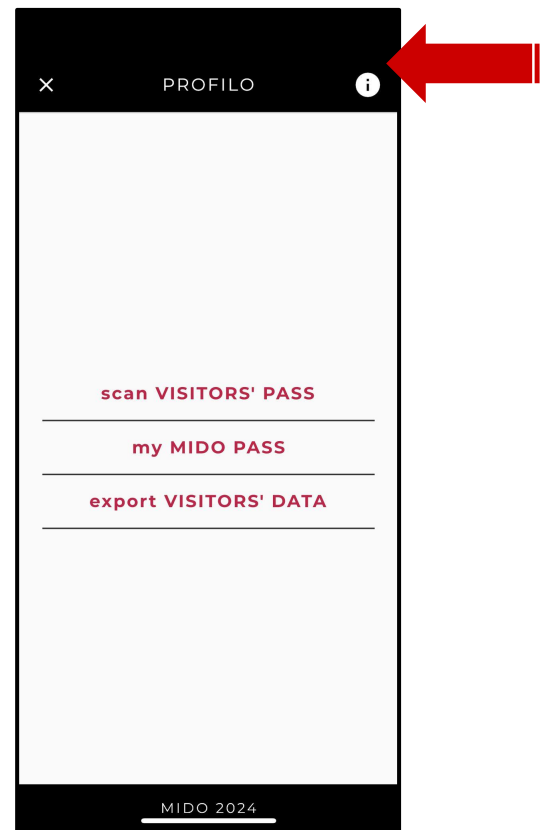 PROFILO
scan VISITORS' PASS
my MIDO PASS
export VISITORS' DATA
MIDO 2024